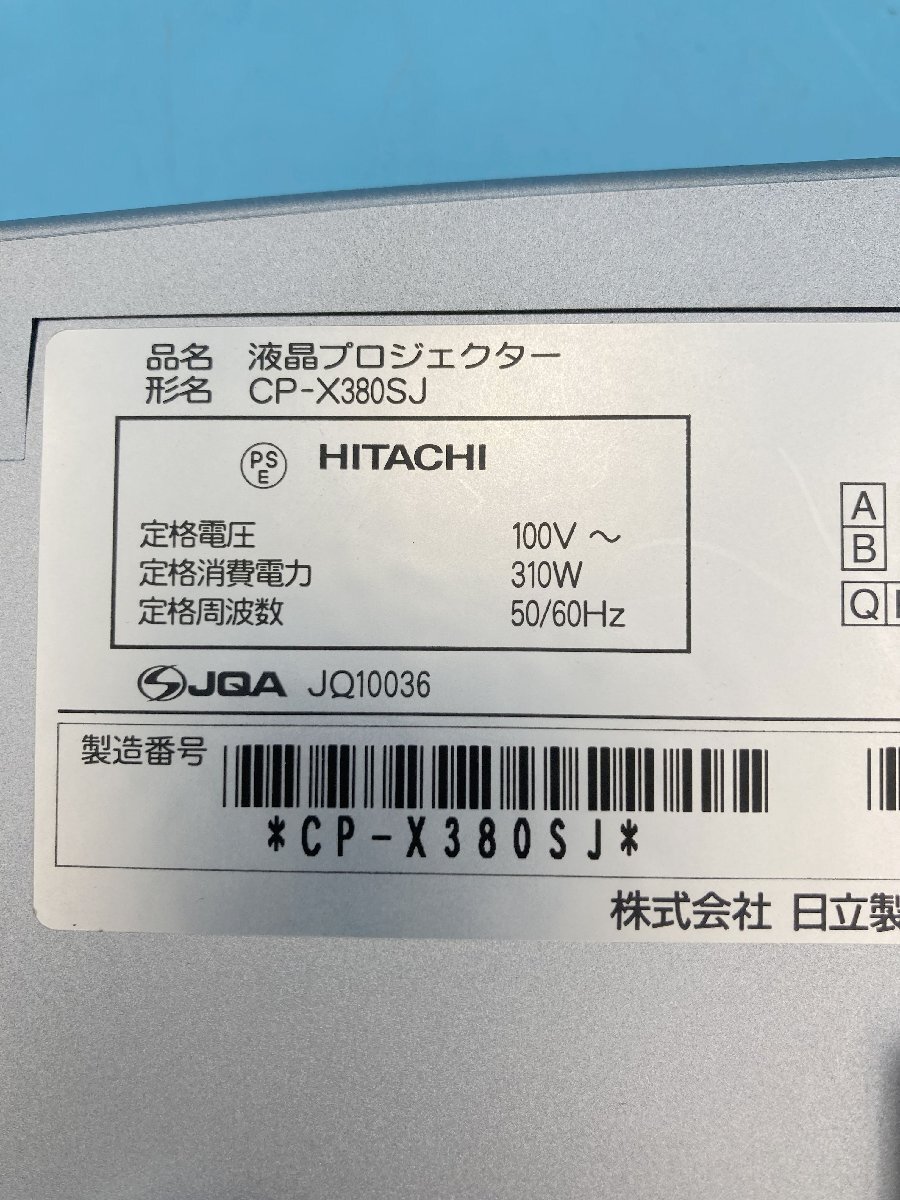 品名 液晶プロジェクター
形名 CP-X380SJ
PS E HITACHI
定格電圧 100V ～
定格消費電力 310W
定格周波数 50/60Hz
A
B
Q
JQA JQ10036
製造番号
*CP-X380SJ*
株式会社 日立製